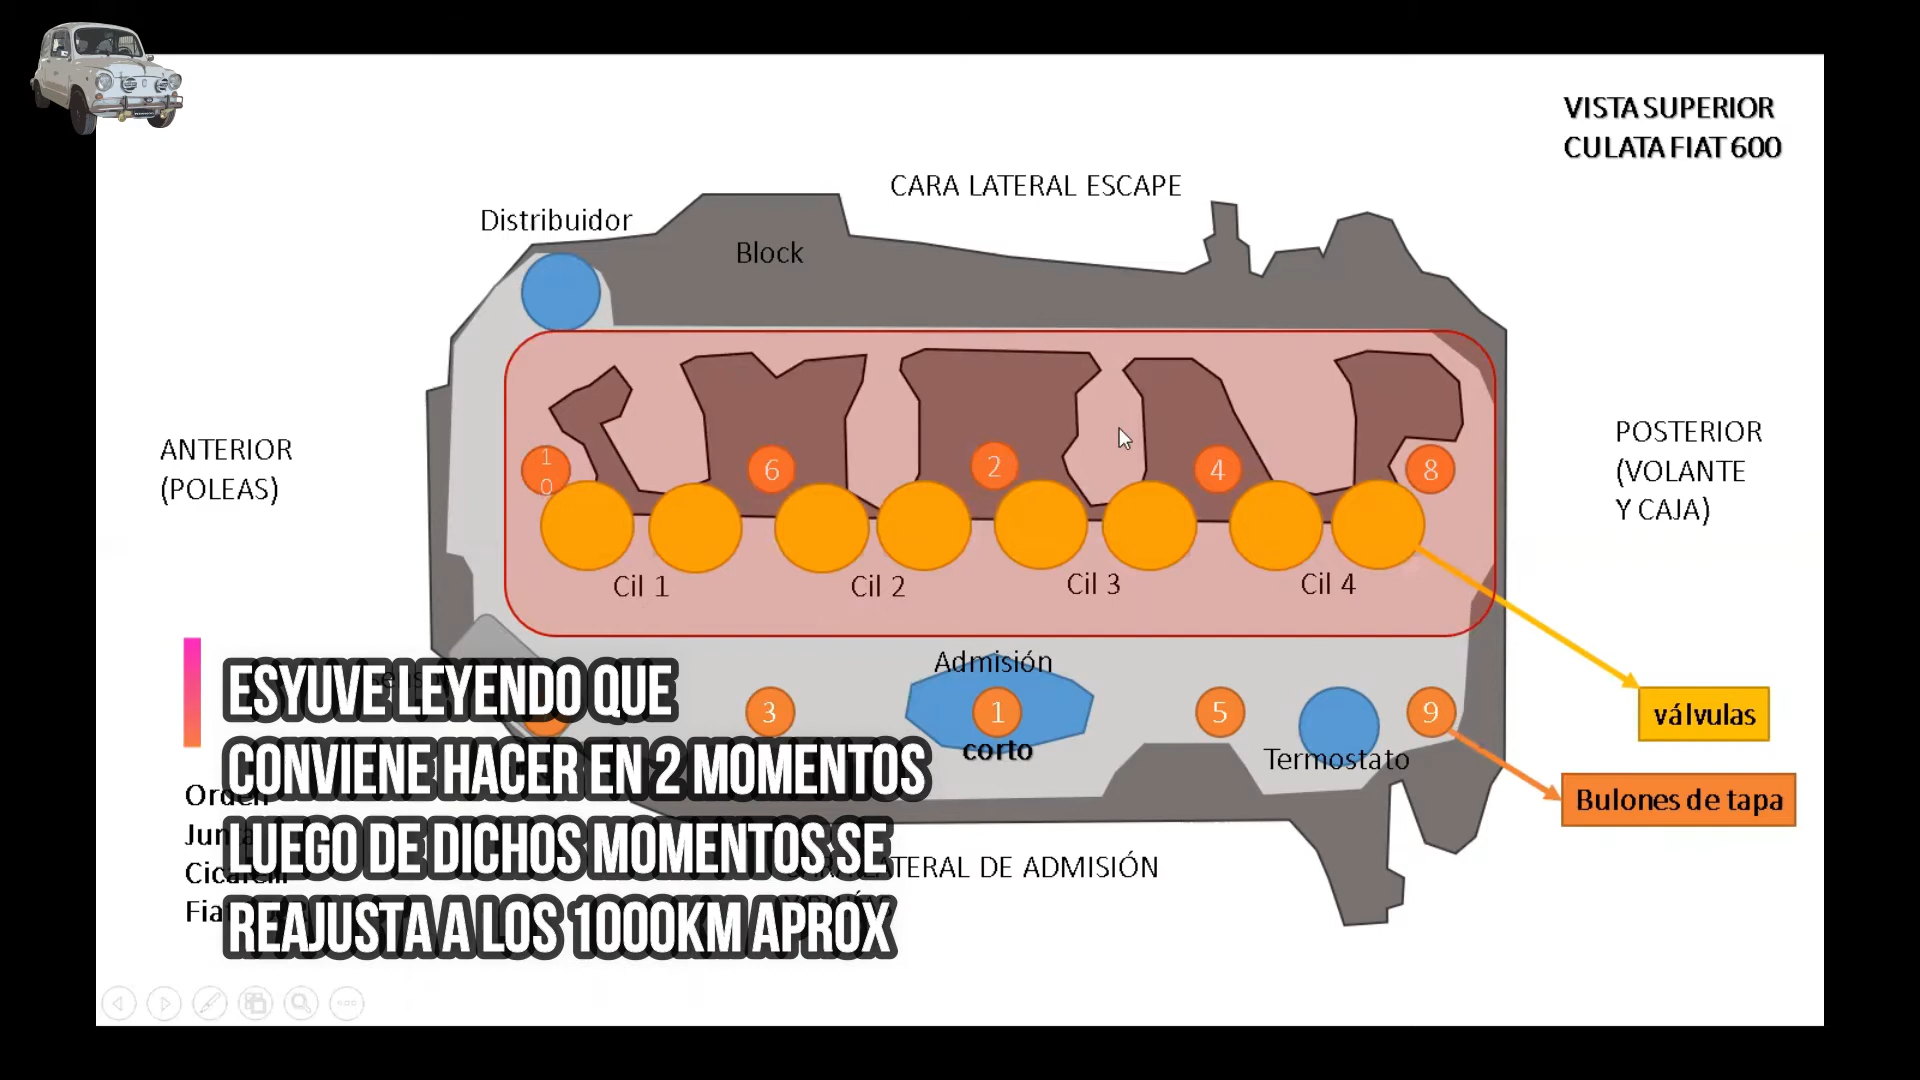 VISTA SUPERIOR
CULATA FIAT 600
CARA LATERAL ESCAPE
Distribuidor
Block
ANTERIOR
(POLEAS)
POSTERIOR
(VOLANTE
Y CAJA)
10
6
2
4
8
Cil 1
Cil 2
Cil 3
Cil 4
Admisión
3
1
5
9
corto
Termostato
válvulas
Bulones de tapa
ESYUVE LEYENDO QUE
CONVIENE HACER EN 2 MOMENTOS
LUEGO DE DICHOS MOMENTOS SE
REAJUSTA A LOS 1000KM APROX
Orden
LATERAL DE ADMISIÓN